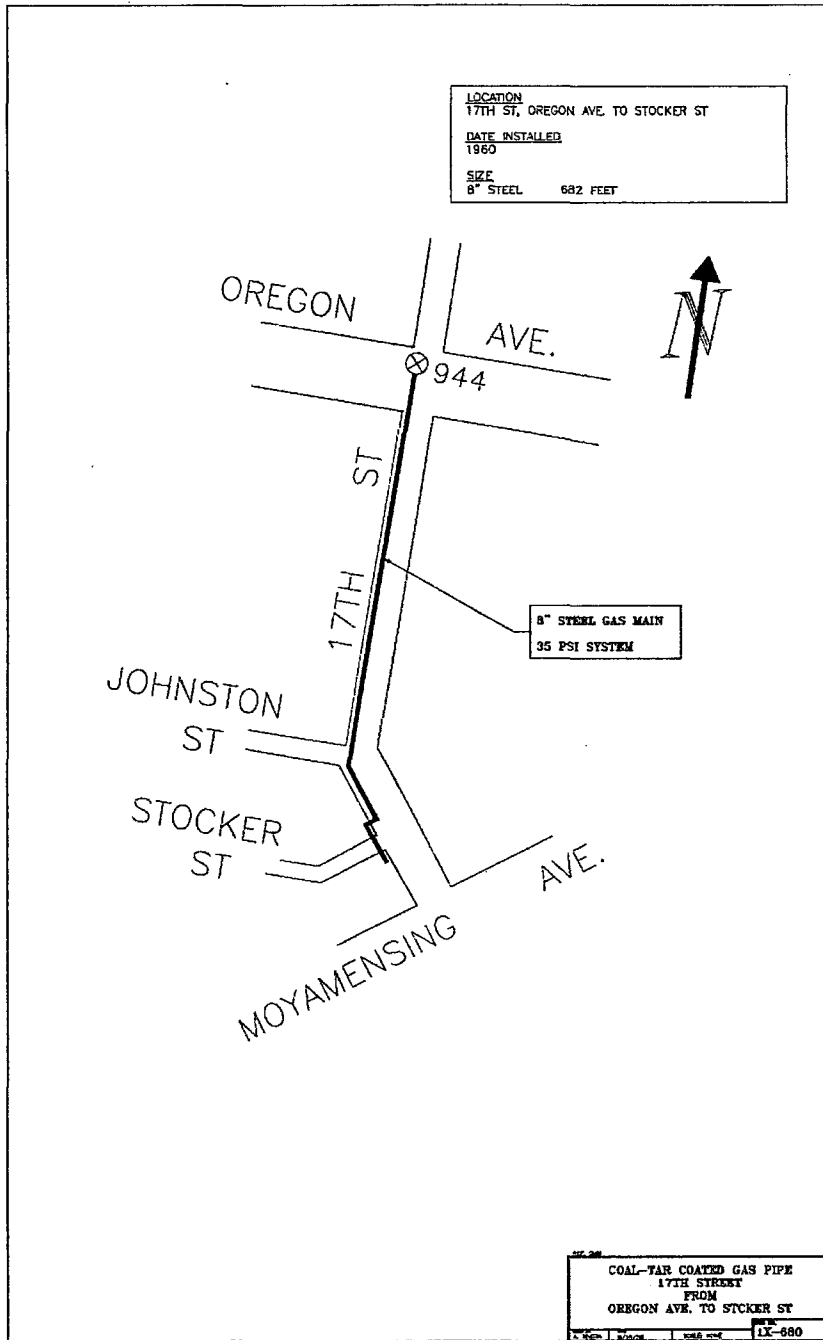 LOCATION
17TH ST, OREGON AVE. TO STOCKER ST
DATE INSTALLED
1960
SIZE
8" STEEL 682 FEET
N
OREGON
AVE.
944
17TH ST
8" STEEL GAS MAIN
35 PSI SYSTEM
JOHNSTON
ST
STOCKER
ST
AVE.
MOYAMENSING
COAL-TAR COATED GAS PIPE
17TH STREET
FROM
OREGON AVE. TO STCKER ST
1X-680